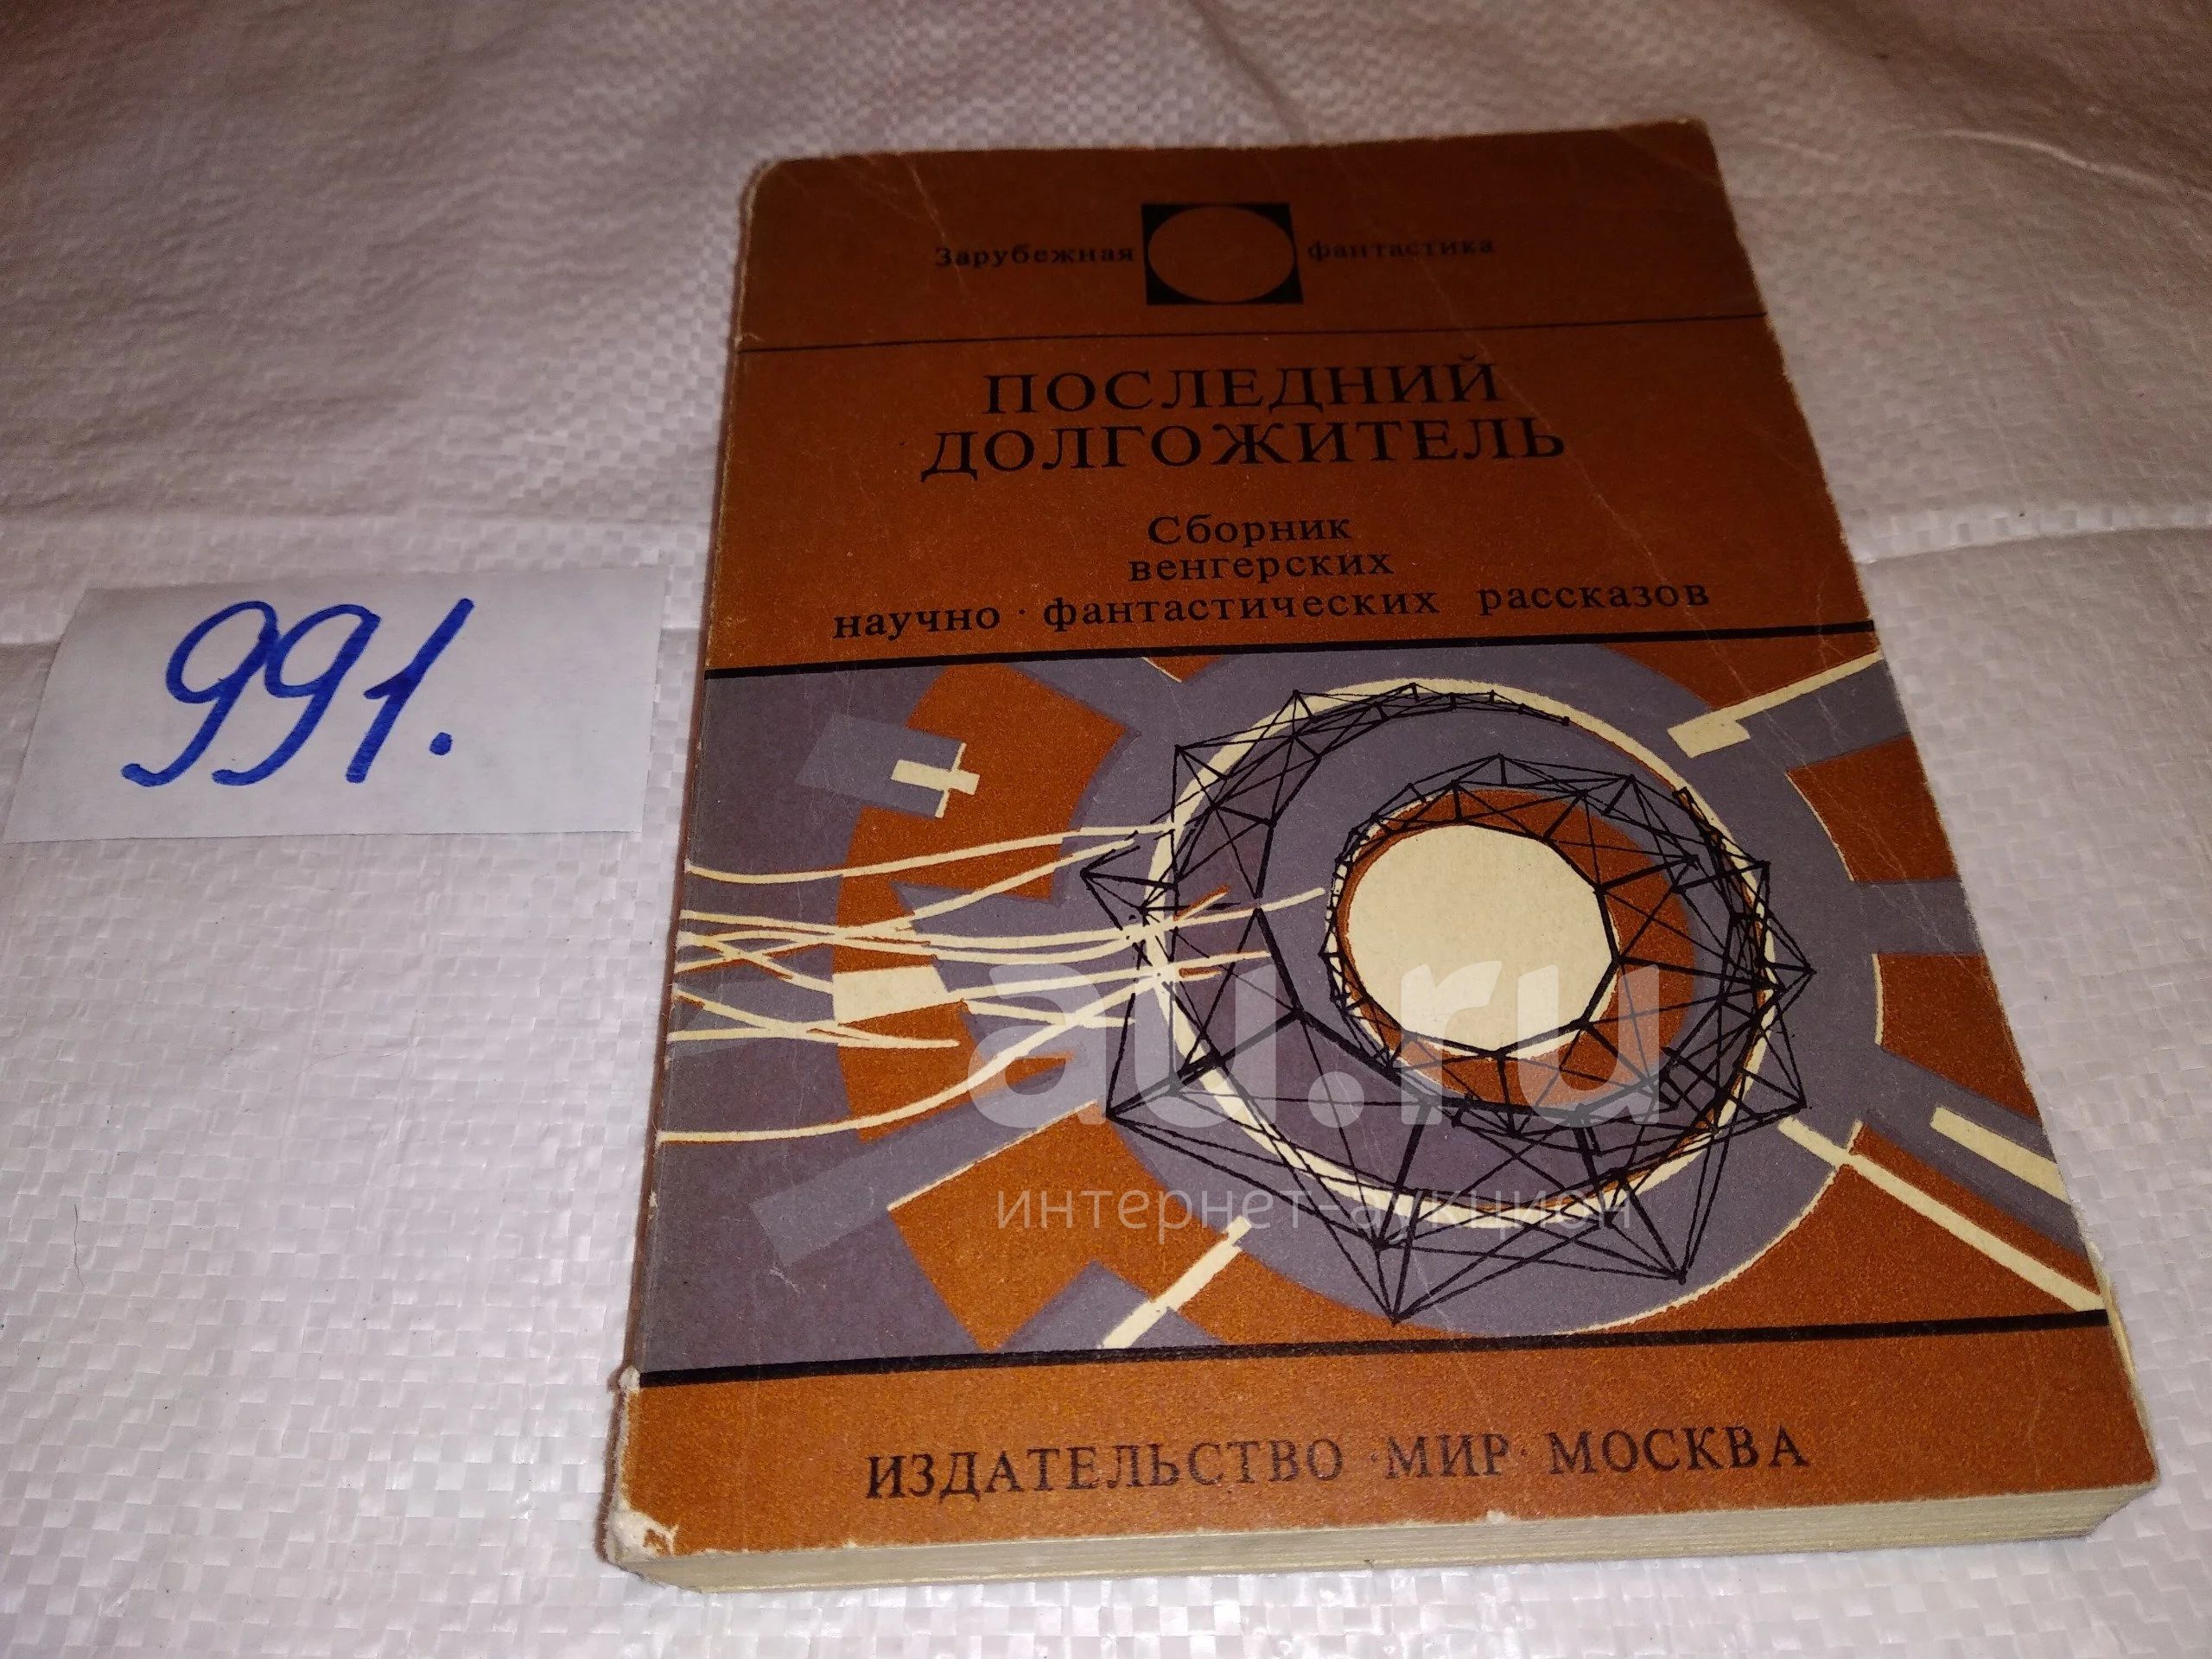 Зарубежная фантастика
ПОСЛЕДНИЙ
ДОЛГОЖИТЕЛЬ
Сборник
венгерских
научно · фантастических рассказов
991.
au.ru
интернет-аукцион
ИЗДАТЕЛЬСТВО ·МИР· МОСКВА